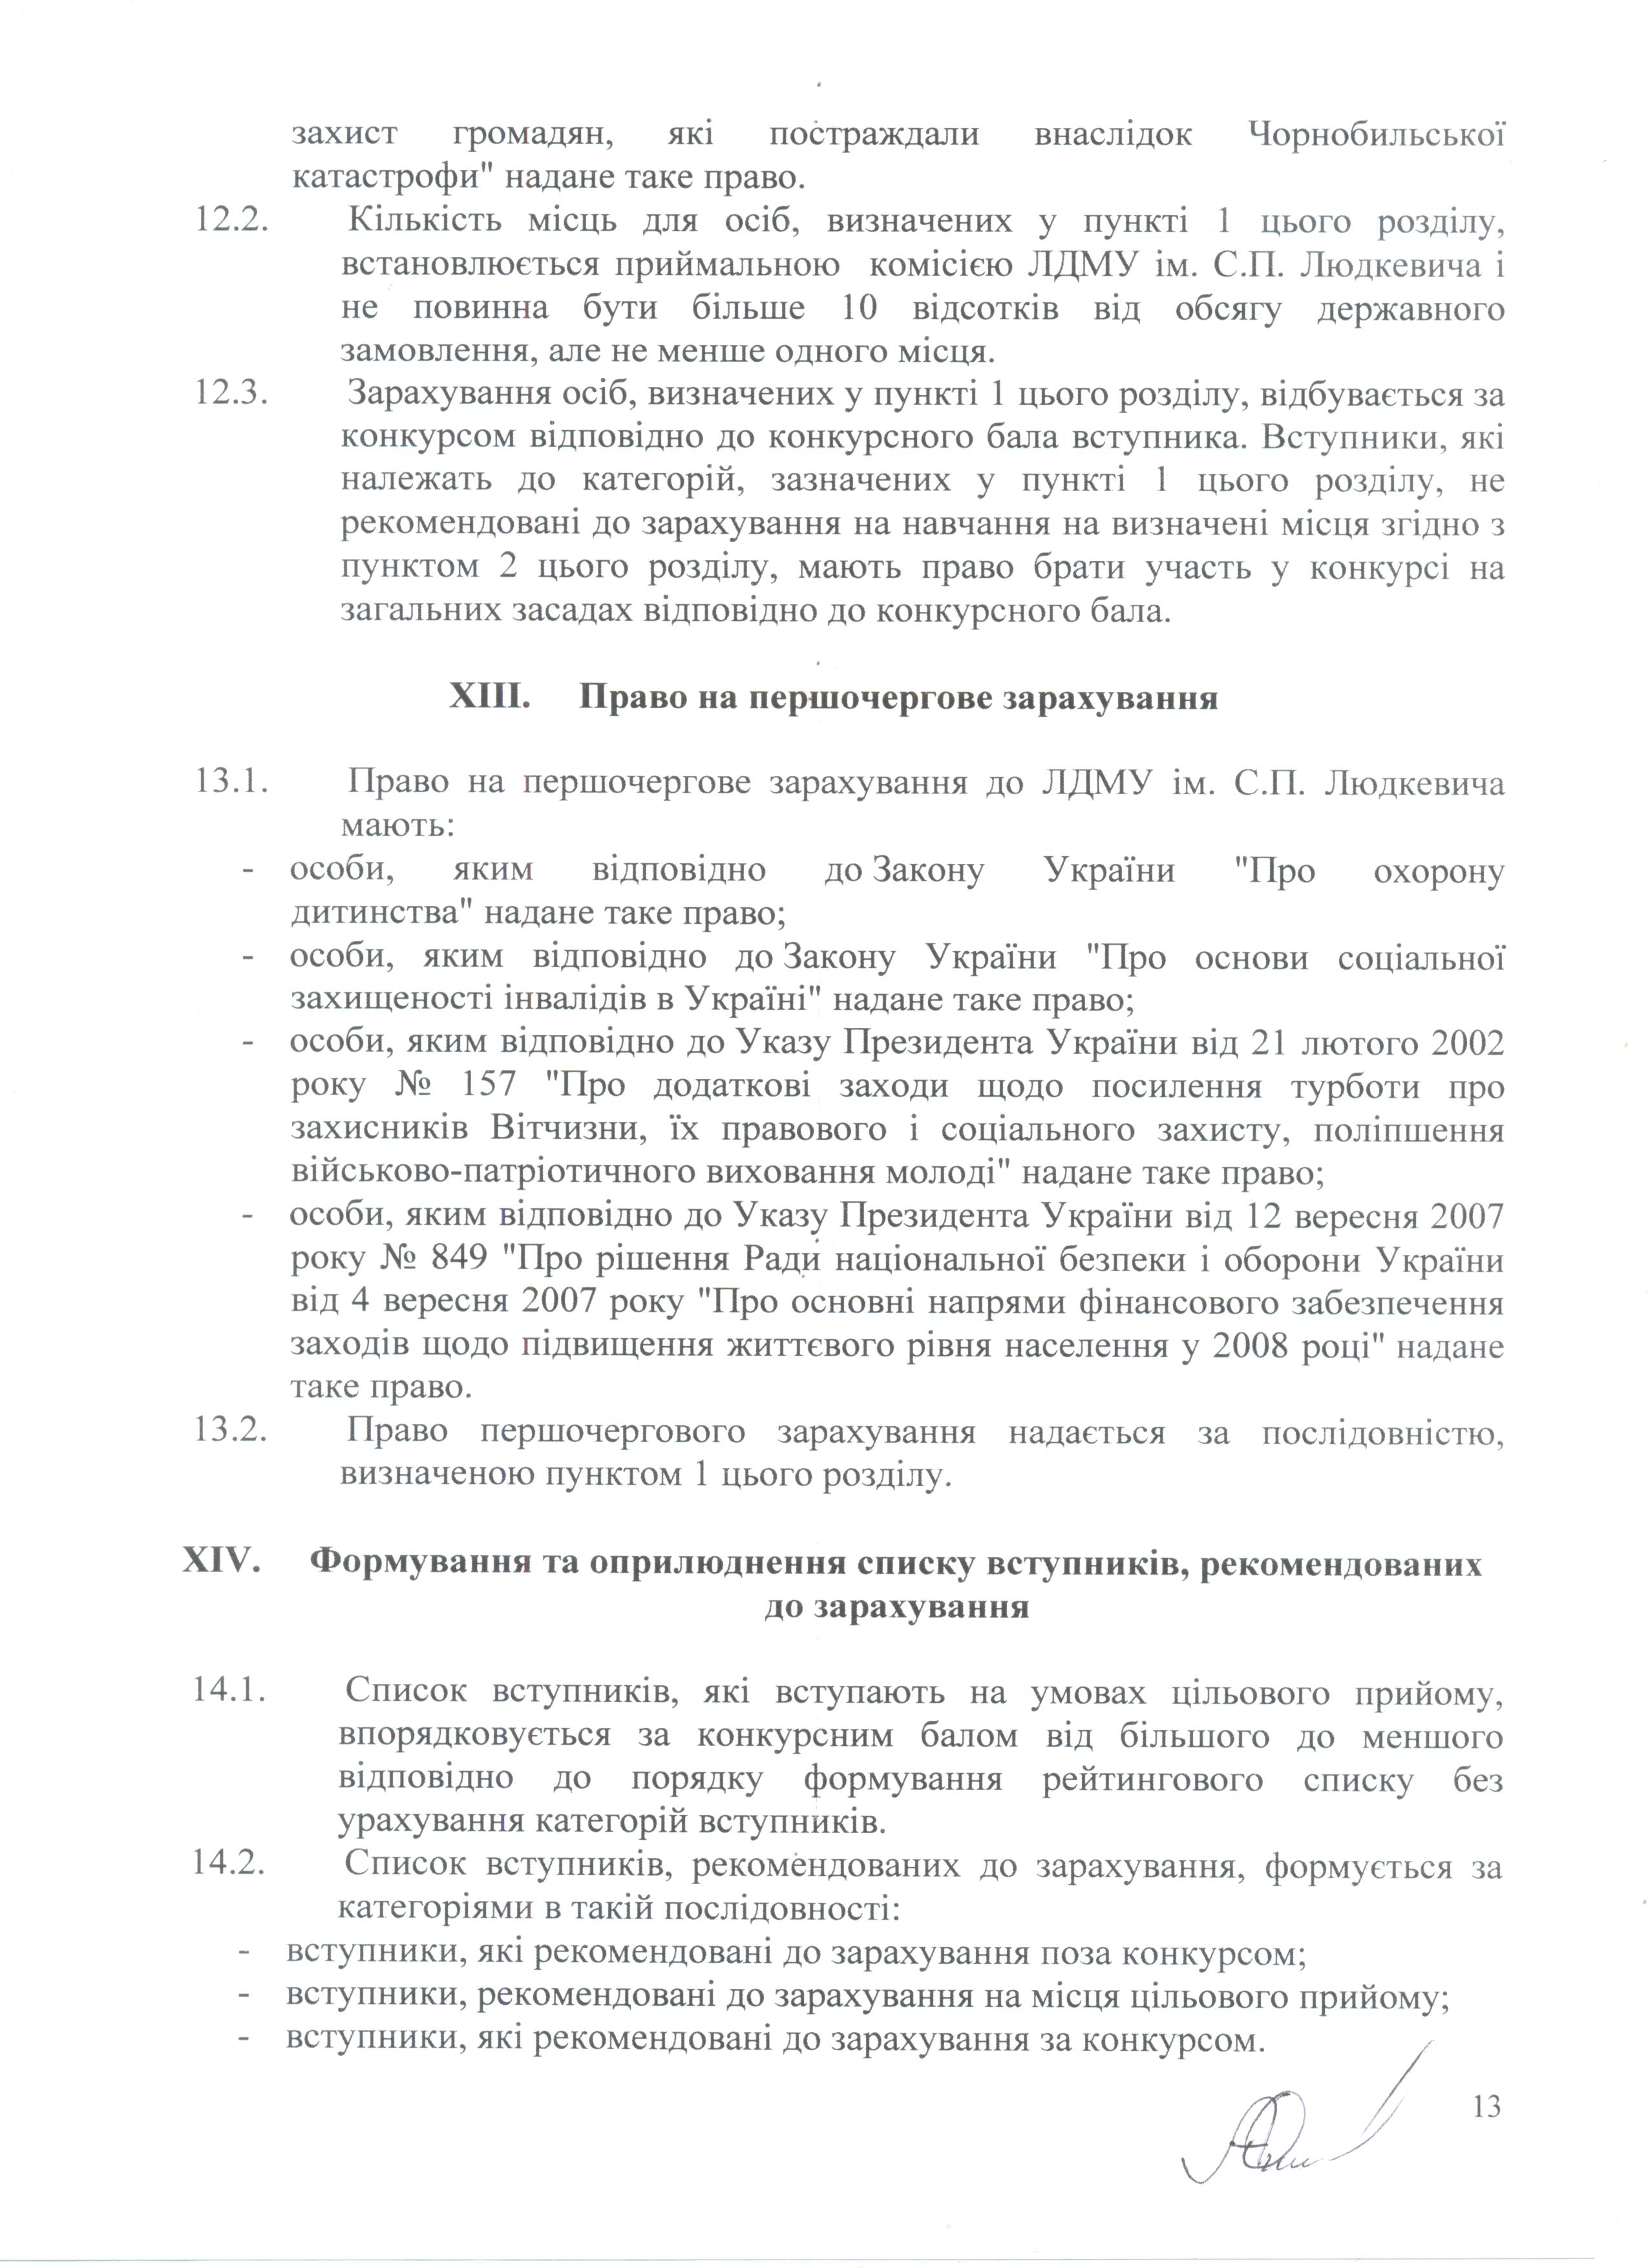 захист громадян, які постраждали внаслідок Чорнобильської
катастрофи" надане таке право.
12.2. Кількість місць для осіб, визначених у пункті 1 цього розділу,
встановлюється приймальною комісією ЛДМУ ім. С.П. Людкевича і
не повинна бути більше 10 відсотків від обсягу державного
замовлення, але не менше одного місця.
12.3. Зарахування осіб, визначених у пункті 1 цього розділу, відбувається за
конкурсом відповідно до конкурсного бала вступника. Вступники, які
належать до категорій, зазначених у пункті 1 цього розділу, не
рекомендовані до зарахування на навчання на визначені місця згідно з
пунктом 2 цього розділу, мають право брати участь у конкурсі на
загальних засадах відповідно до конкурсного бала.
XIII. Право на першочергове зарахування
13.1. Право на першочергове зарахування до ЛДМУ ім. С.П. Людкевича
мають:
- особи, яким відповідно до Закону України "Про охорону
дитинства" надане таке право;
- особи, яким відповідно до Закону України "Про основи соціальної
захищеності інвалідів в Україні" надане таке право;
- особи, яким відповідно до Указу Президента України від 21 лютого 2002
року № 157 "Про додаткові заходи щодо посилення турботи про
захисників Вітчизни, їх правового і соціального захисту, поліпшення
військово-патріотичного виховання молоді" надане таке право;
- особи, яким відповідно до Указу Президента України від 12 вересня 2007
року № 849 "Про рішення Ради національної безпеки і оборони України
від 4 вересня 2007 року "Про основні напрями фінансового забезпечення
заходів щодо підвищення життєвого рівня населення у 2008 році" надане
таке право.
13.2. Право першочергового зарахування надається за послідовністю,
визначеною пунктом 1 цього розділу.
XIV. Формування та оприлюднення списку вступників, рекомендованих
до зарахування
14.1. Список вступників, які вступають на умовах цільового прийому,
впорядковується за конкурсним балом від більшого до меншого
відповідно до порядку формування рейтингового списку без
урахування категорій вступників.
14.2. Список вступників, рекомендованих до зарахування, формується за
категоріями в такій послідовності:
- вступники, які рекомендовані до зарахування поза конкурсом;
- вступники, рекомендовані до зарахування на місця цільового прийому;
- вступники, які рекомендовані до зарахування за конкурсом.
13